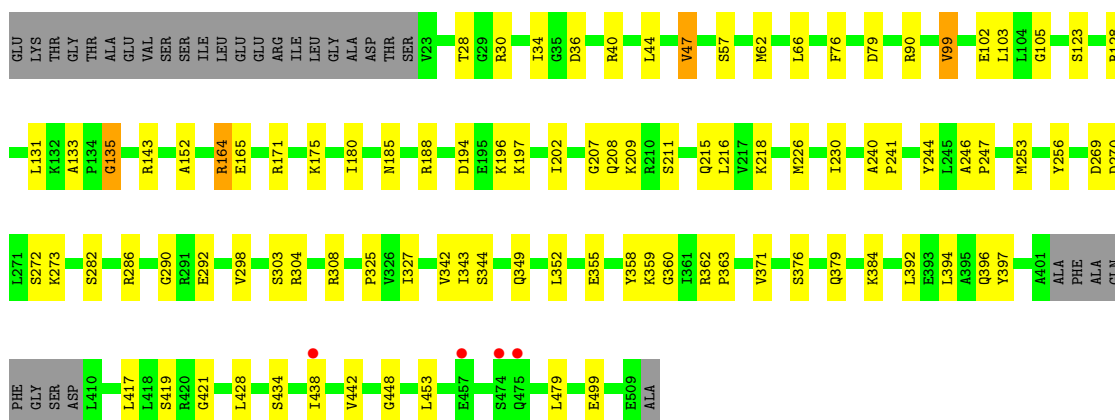 GLU LYS THR GLY THR ALA GLU VAL SER SER ILE LEU GLU GLU ARG ILE LEU GLY ALA ASP THR SER V23 T28 G29 R30 I34 G35 D36 R40 L44 V47 S57 M62 L66 F76 D79 R90 V99 E102 L103 L104 G105 S123
L131 K132 A133 P134 G135 R143 A152 R164 E165 R171 K175 I180 N185 R188 D194 E195 K196 K197 I202 G207 Q208 K209 R210 S211 Q215 L216 V217 K218 M226 I230 A240 P241 Y244 L245 A246 P247 M253 Y256 D269
L271 S272 K273 S282 R286 G290 R291 E292 V298 S303 R304 R308 P325 V326 I327 V342 I343 S344 Q349 L352 E355 Y358 K359 G360 I361 R362 P363 V371 S376 Q379 K384 L392 E393 L394 A395 Q396 Y397 A401 ALA PHE ALA GLN
PHE GLY SER ASP L410 L417 L418 S419 R420 G421 L428 S434 I438 V442 G448 L453 E457 S474 Q475 L479 E499 E509 ALA